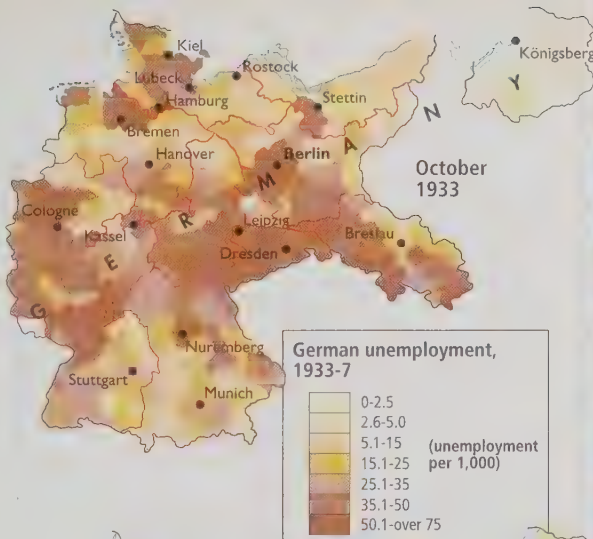 Kiel
Rostock
Königsberg
Lübeck
Hamburg
Stettin
Bremen
Hanover
Berlin
October
1933
Cologne
Kassel
Leipzig
Dresden
Breslau
Nuremberg
Stuttgart
Munich
G E R M A N Y
German unemployment,
1933-7
0-2.5
2.6-5.0
5.1-15
15.1-25
25.1-35
35.1-50
50.1-over 75
(unemployment
per 1,000)